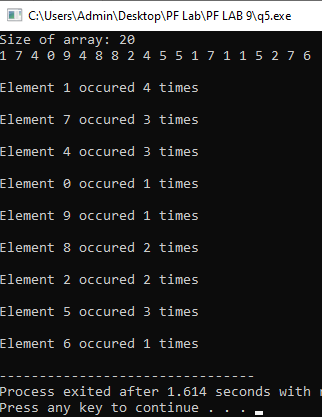 C:\Users\Admin\Desktop\PF Lab\PF LAB 9\q5.exe
Size of array: 20
1 7 4 0 9 4 8 8 2 4 5 5 1 7 1 1 5 2 7 6
Element 1 occured 4 times
Element 7 occured 3 times
Element 4 occured 3 times
Element 0 occured 1 times
Element 9 occured 1 times
Element 8 occured 2 times
Element 2 occured 2 times
Element 5 occured 3 times
Element 6 occured 1 times
--------------------------------
Process exited after 1.614 seconds with
Press any key to continue . . .